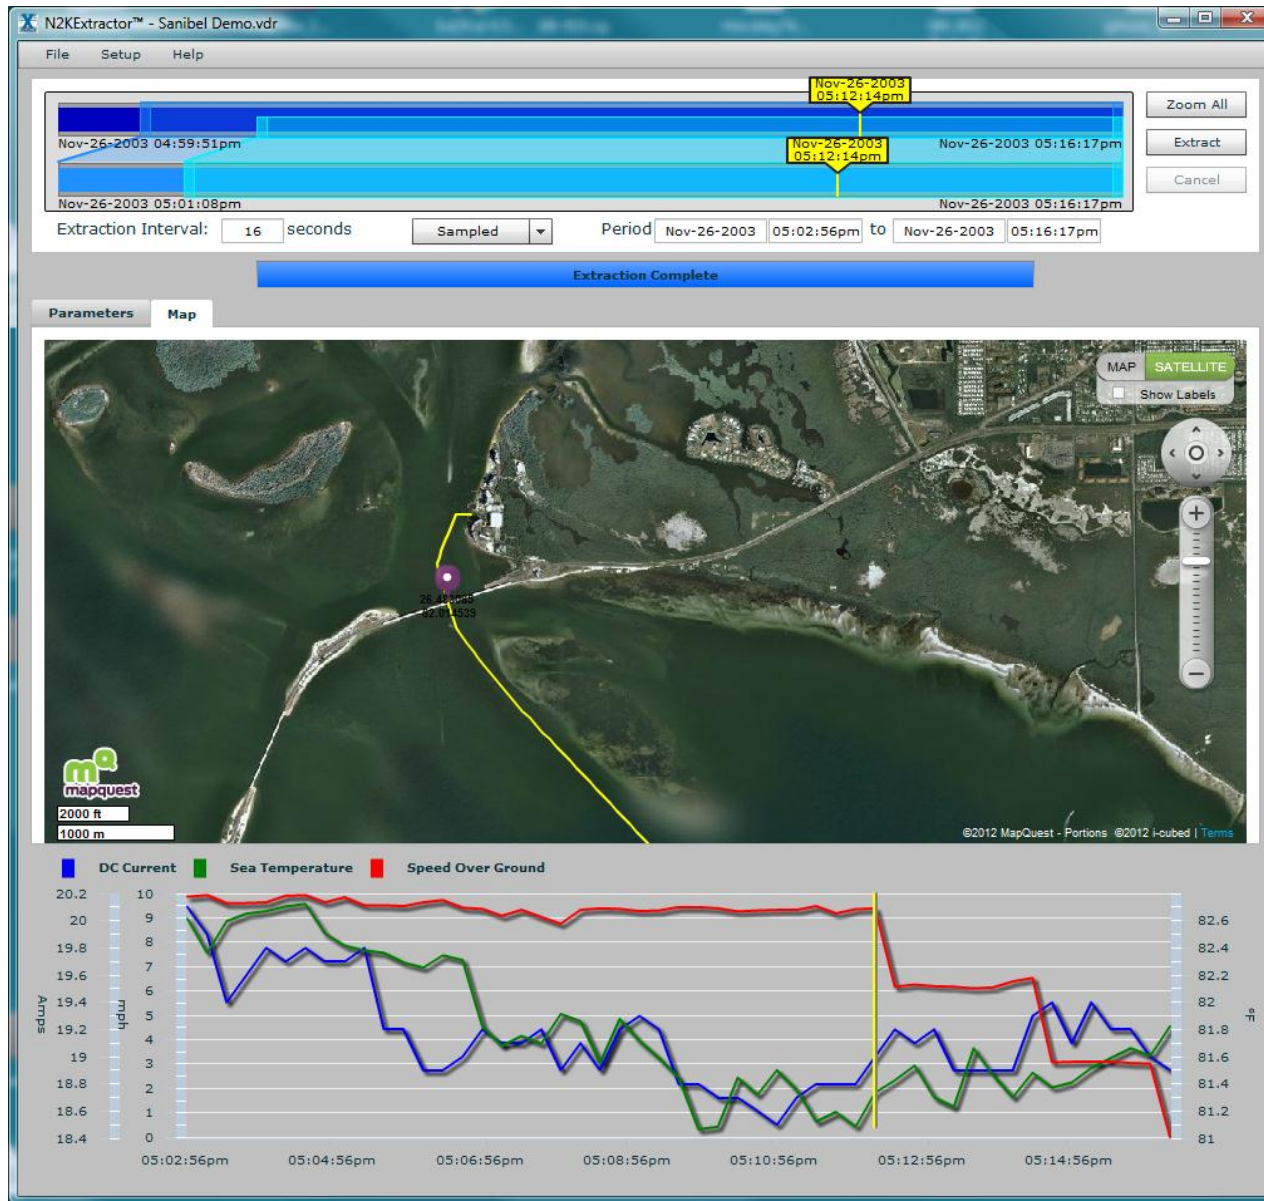 N2KExtractor™ - Sanibel Demo.vdr
File Setup Help
Nov-26-2003
05:12:14pm
Zoom All
Nov-26-2003 04:59:51pm
Nov-26-2003 05:16:17pm
Nov-26-2003
05:12:14pm
Extract
Cancel
Nov-26-2003 05:01:08pm
Nov-26-2003 05:16:17pm
Extraction Interval: 16 seconds Sampled Period Nov-26-2003 05:02:56pm to Nov-26-2003 05:16:17pm
Extraction Complete
Parameters Map
MAP SATELLITE
Show Labels
mapquest
2000 ft
1000 m
©2012 MapQuest - Portions ©2012 i-cubed | Terms
DC Current Sea Temperature Speed Over Ground
20.2 10
20 9 82.6
19.8 8 82.4
19.6 7 82.2
19.4 6 82
19.2 5 81.8
19 4 81.6
18.8 3 81.4
18.6 2 81.2
18.4 1 81
0
Amps
mph
°F
05:02:56pm 05:04:56pm 05:06:56pm 05:08:56pm 05:10:56pm 05:12:56pm 05:14:56pm